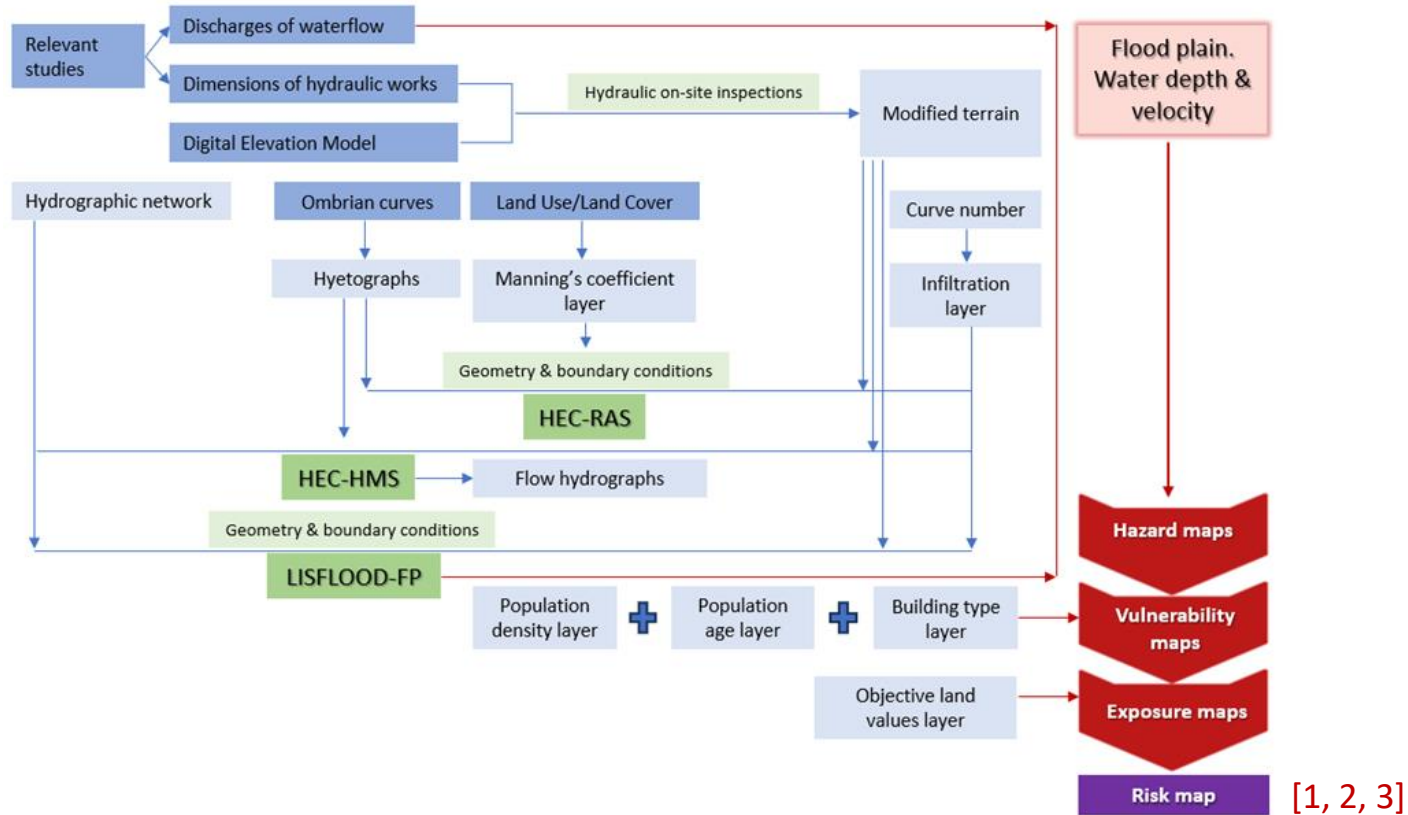 Relevant
studies
Discharges of waterflow
Dimensions of hydraulic works
Digital Elevation Model
Hydraulic on-site inspections
Modified terrain
Flood plain.
Water depth &
velocity
Hydrographic network
Ombrian curves
Land Use/Land Cover
Curve number
Hyetographs
Manning’s coefficient
layer
Infiltration
layer
Geometry & boundary conditions
HEC-RAS
HEC-HMS
Flow hydrographs
Geometry & boundary conditions
LISFLOOD-FP
Hazard maps
Population
density layer
Population
age layer
Building type
layer
Vulnerability
maps
Objective land
values layer
Exposure maps
Risk map
[1, 2, 3]